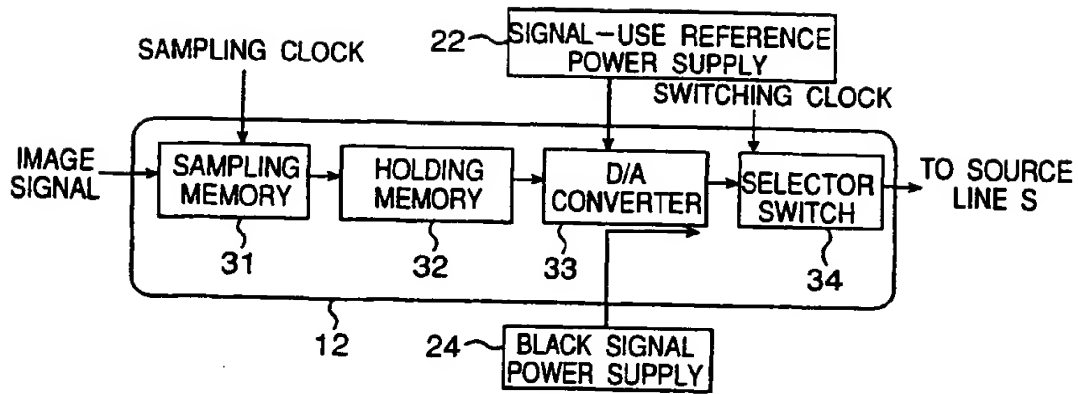 22
SIGNAL-USE REFERENCE
POWER SUPPLY
SAMPLING CLOCK
SWITCHING CLOCK
IMAGE
SIGNAL
SAMPLING
MEMORY
HOLDING
MEMORY
D/A
CONVERTER
SELECTOR
SWITCH
TO SOURCE
LINE S
31
32
33
34
12
24
BLACK SIGNAL
POWER SUPPLY